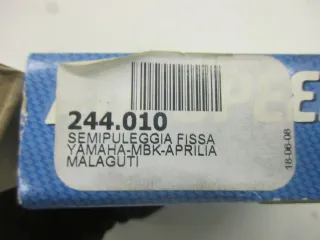 244.010
SEMIPULEGGIA FISSA
YAMAHA-MBK-APRILIA
MALAGUTI
18-06-08